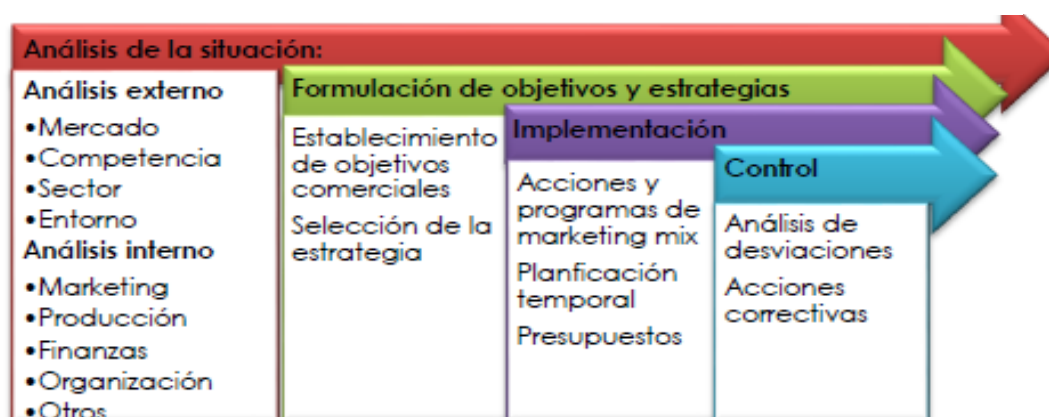 Análisis de la situación:
Análisis externo
•Mercado
•Competencia
•Sector
•Entorno
Análisis interno
•Marketing
•Producción
•Finanzas
•Organización
•Otros
Formulación de objetivos y estrategias
Establecimiento
de objetivos
comerciales
Selección de la
estrategia
Implementación
Acciones y
programas de
marketing mix
Planficación
temporal
Presupuestos
Control
Análisis de
desviaciones
Acciones
correctivas